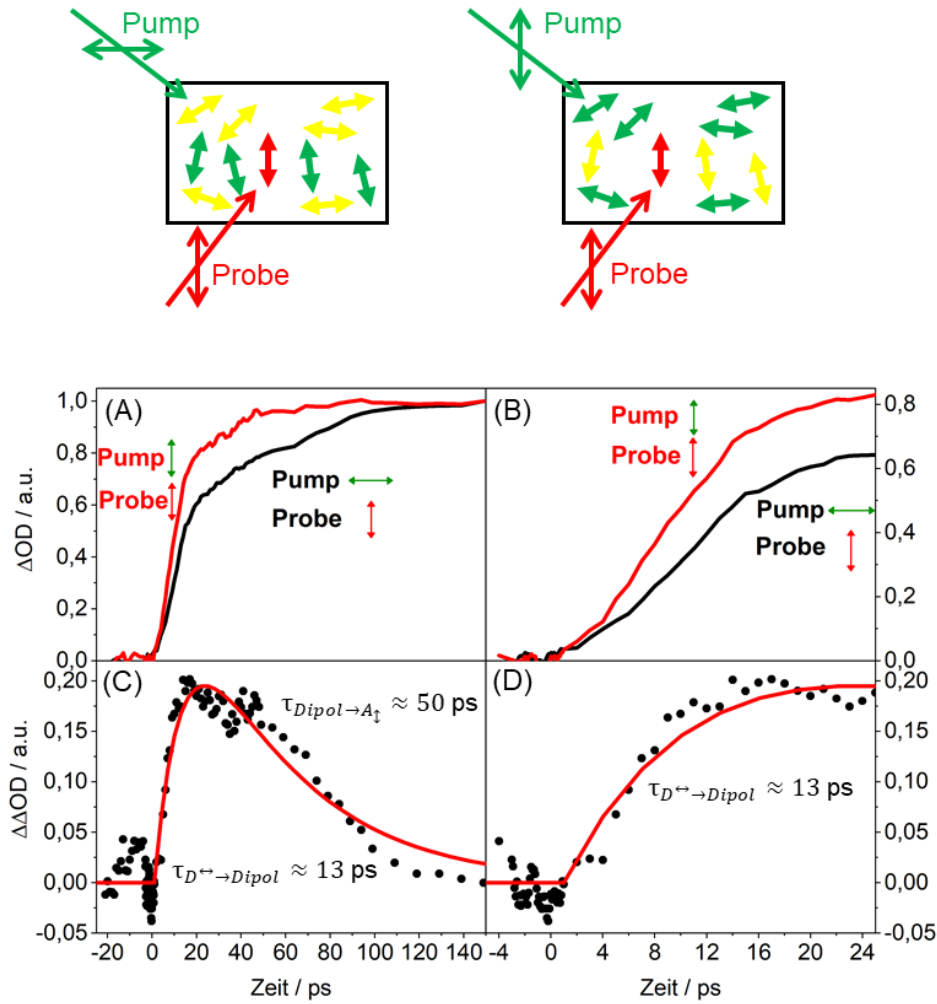 Pump
Pump
Probe
Probe
(A)
(B)
1,0
0,8
0,6
0,4
0,2
0,0
ΔOD / a.u.
Pump
Probe
Pump
Probe
Pump
Probe
Pump
Probe
0,8
0,6
0,4
0,2
0,0
(C)
(D)
0,20
0,15
0,10
0,05
0,00
-0,05
ΔΔOD / a.u.
τDipol→A↕ ≈ 50 ps
τD↔→Dipol ≈ 13 ps
τD↔→Dipol ≈ 13 ps
0,20
0,15
0,10
0,05
0,00
-0,05
-20 0 20 40 60 80 100 120 140
-4 0 4 8 12 16 20 24
Zeit / ps
Zeit / ps